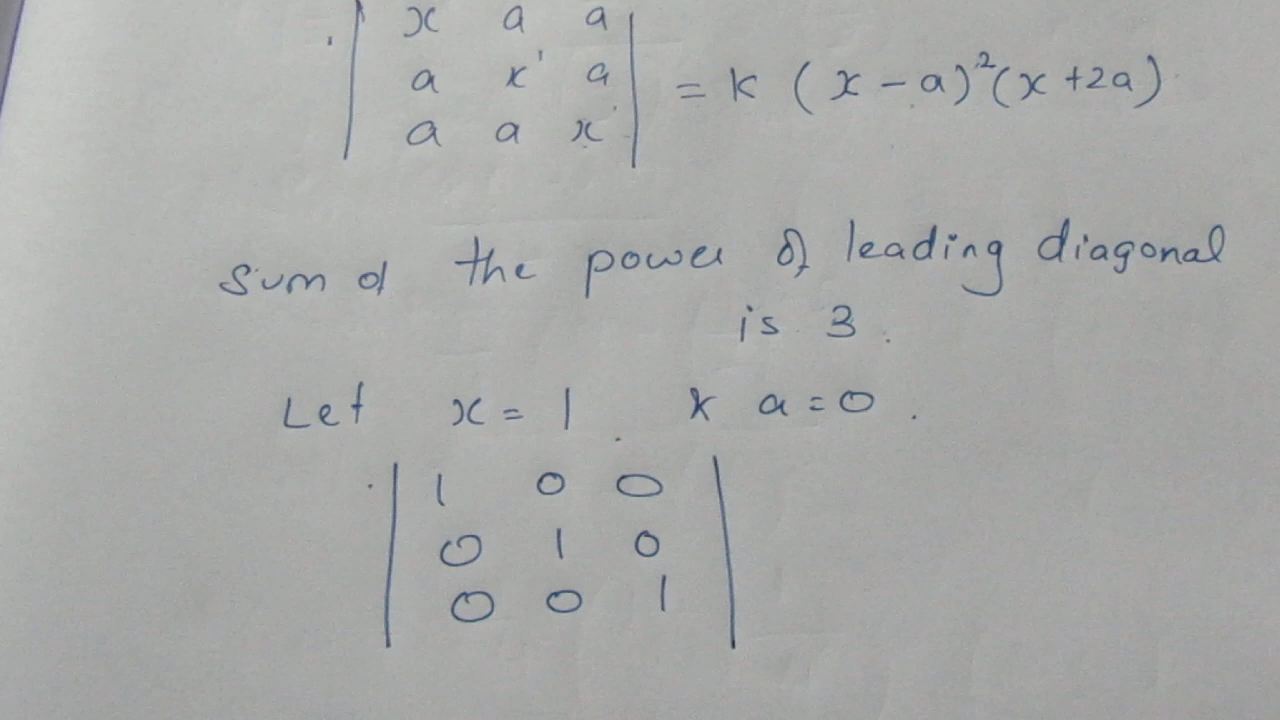 x a a
a x a = k (x - a)²(x + 2a)
a a x
Sum of the power of leading diagonal
is 3.
Let x = 1 & a = 0.
1 0 0
0 1 0
0 0 1